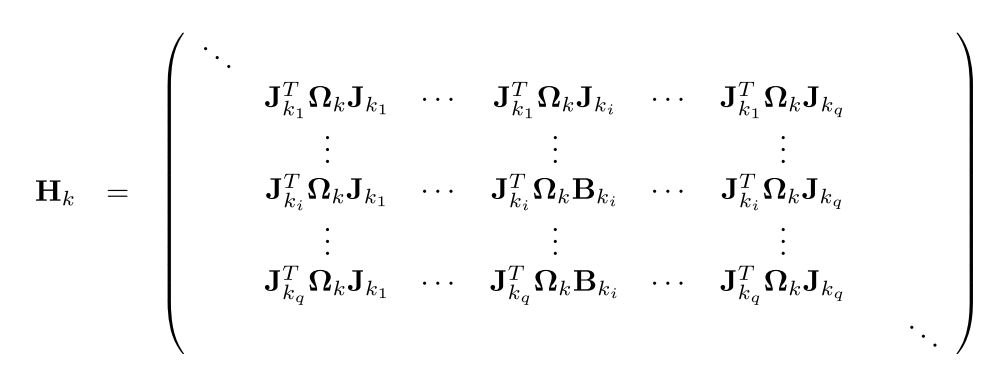 ⋱
J_{k_1}^T Ω_k J_{k_1} ⋯ J_{k_1}^T Ω_k J_{k_i} ⋯ J_{k_1}^T Ω_k J_{k_q}
⋮ ⋮ ⋮
H_k = ( J_{k_i}^T Ω_k J_{k_1} ⋯ J_{k_i}^T Ω_k B_{k_i} ⋯ J_{k_i}^T Ω_k J_{k_q} )
⋮ ⋮ ⋮
J_{k_q}^T Ω_k J_{k_1} ⋯ J_{k_q}^T Ω_k B_{k_i} ⋯ J_{k_q}^T Ω_k J_{k_q}
⋱